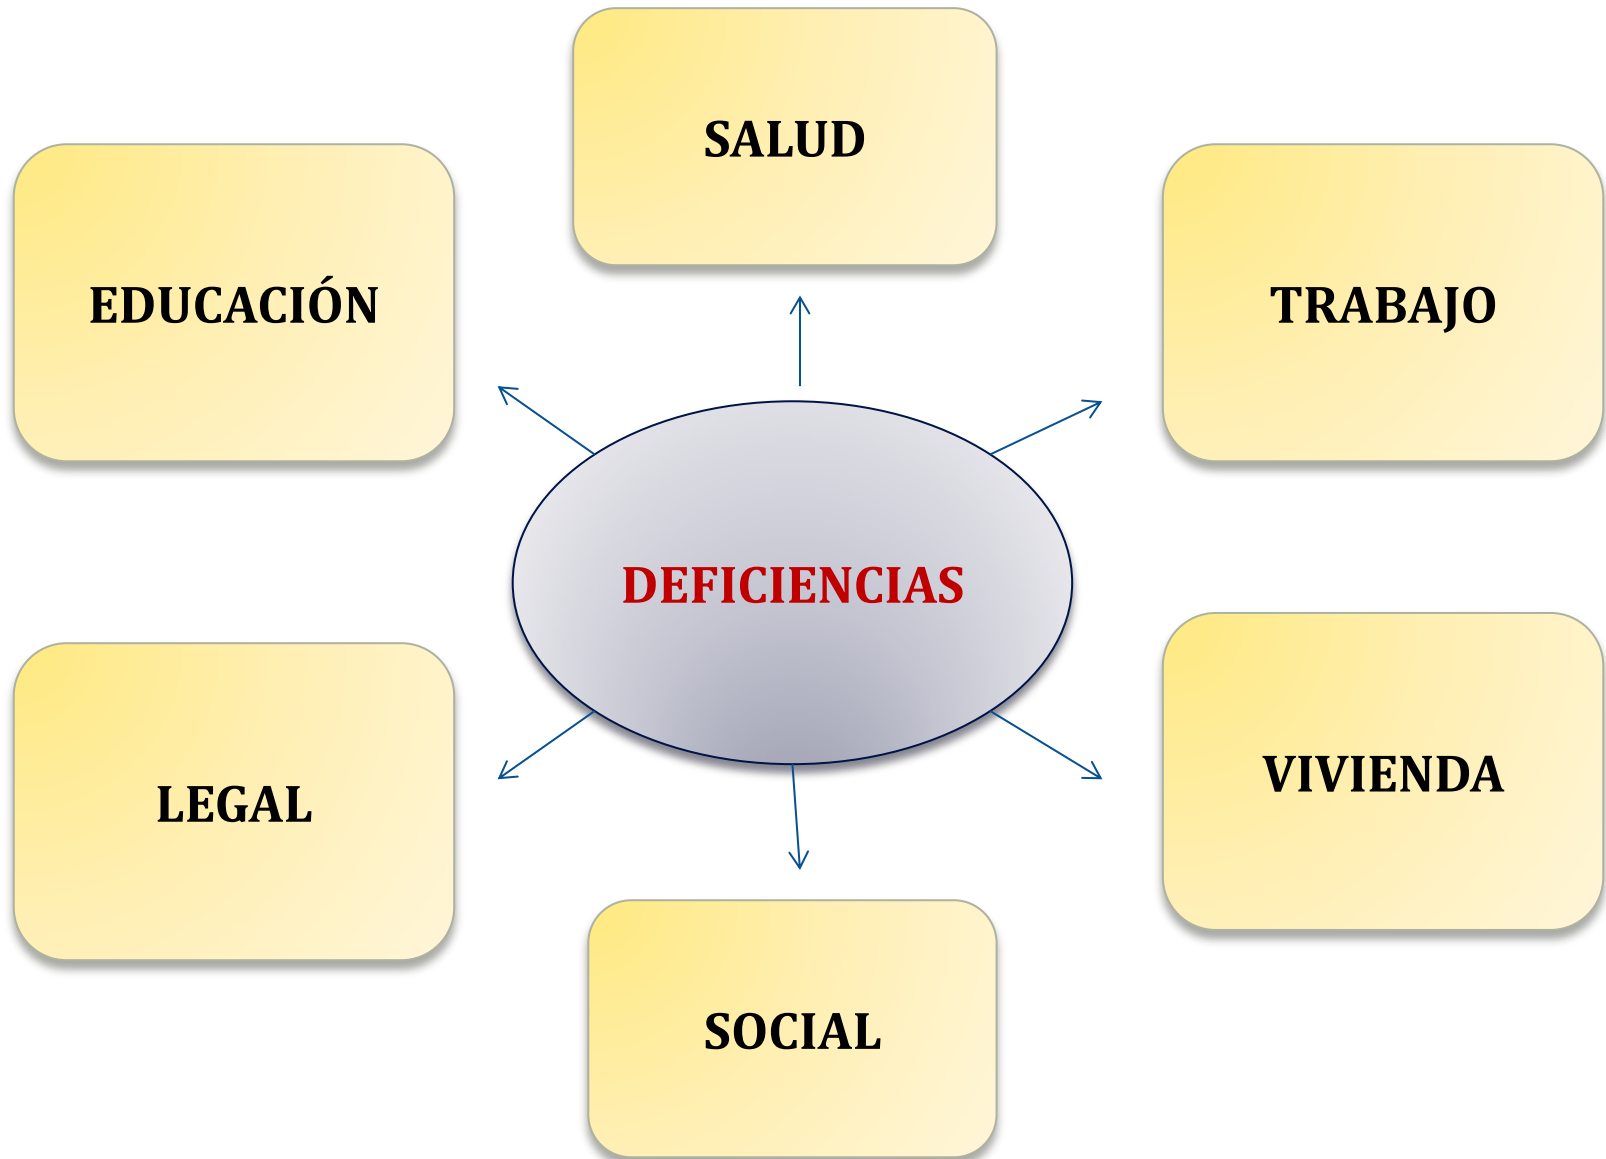 SALUD
EDUCACIÓN
TRABAJO
DEFICIENCIAS
LEGAL
VIVIENDA
SOCIAL